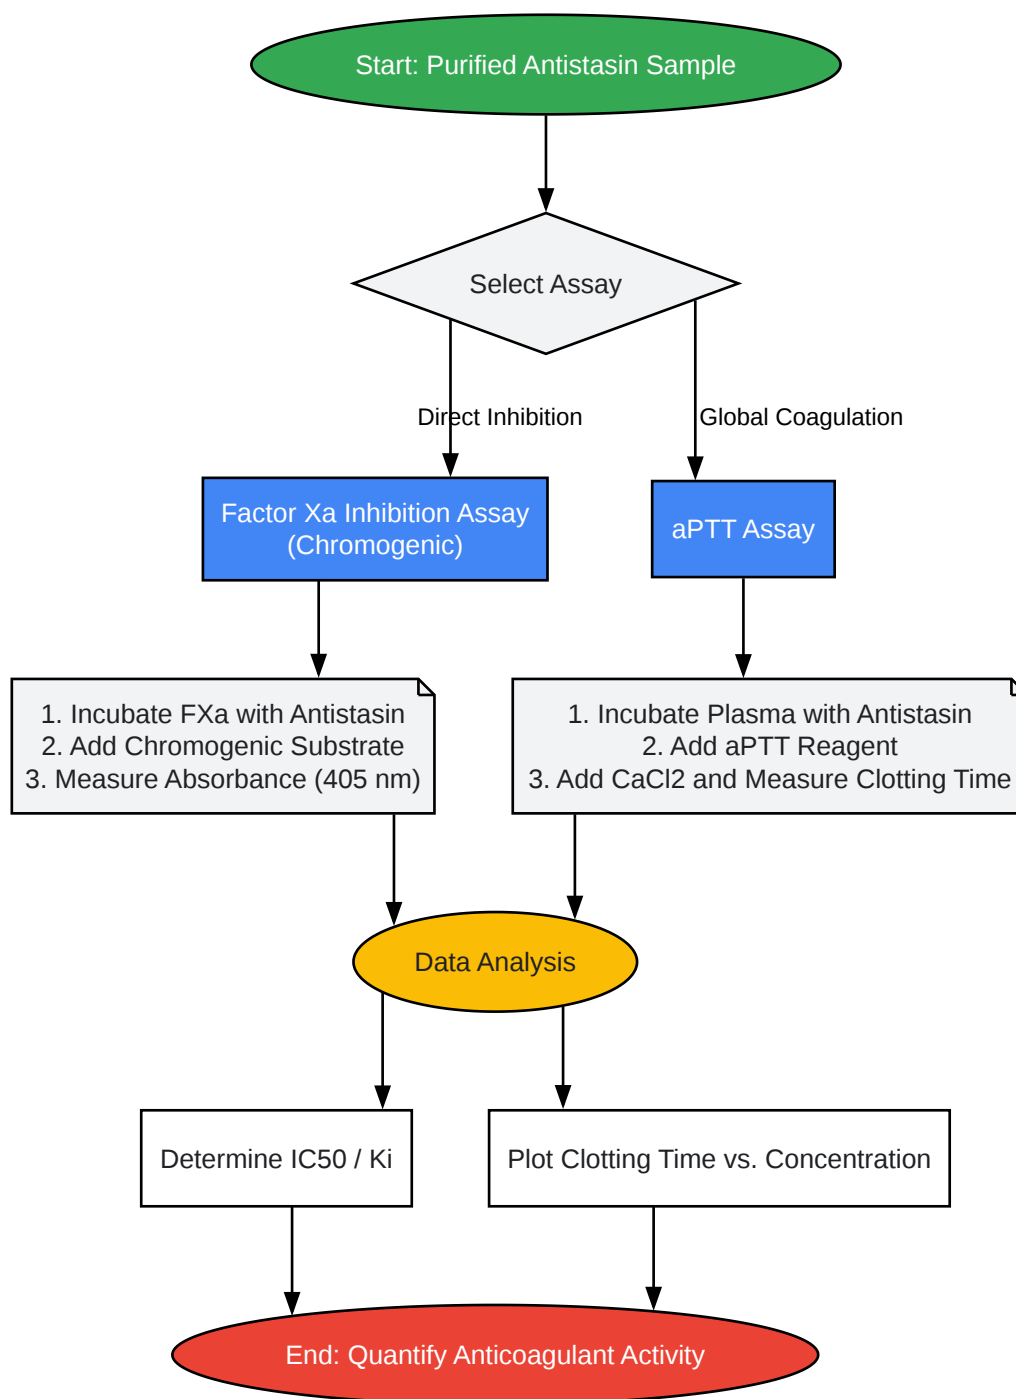 Start: Purified Antistasin Sample
Select Assay
Direct Inhibition
Global Coagulation
Factor Xa Inhibition Assay
(Chromogenic)
aPTT Assay
1. Incubate FXa with Antistasin
2. Add Chromogenic Substrate
3. Measure Absorbance (405 nm)
1. Incubate Plasma with Antistasin
2. Add aPTT Reagent
3. Add CaCl2 and Measure Clotting Time
Data Analysis
Determine IC50 / Ki
Plot Clotting Time vs. Concentration
End: Quantify Anticoagulant Activity